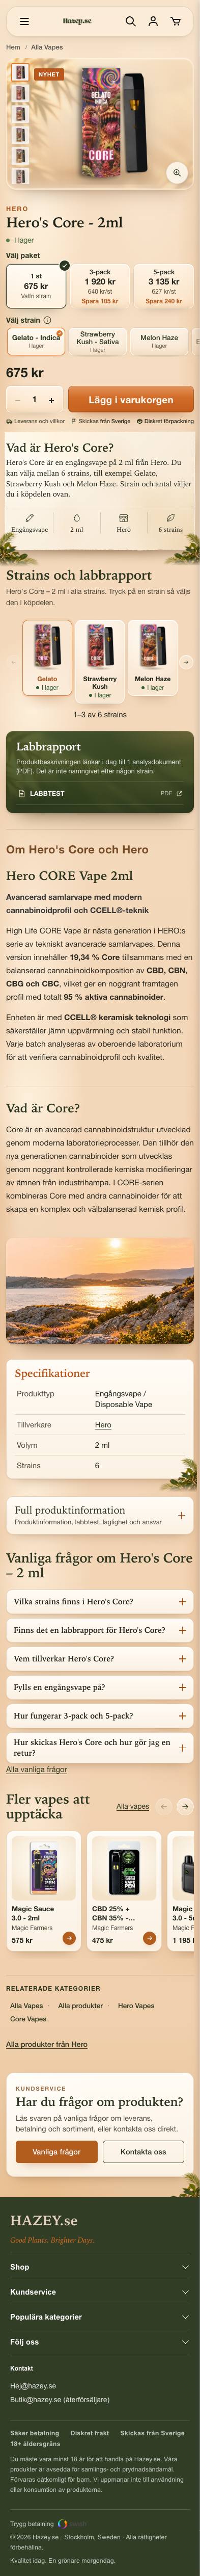 Hazey.se
Hem / Alla Vapes
NYHET
GELATO
INDICA
CORE
HERO
Hero's Core - 2ml
I lager
Välj paket
1 st
675 kr
Valfri strain
3-pack
1 920 kr
640 kr/st
Spara 105 kr
5-pack
3 135 kr
627 kr/st
Spara 240 kr
Välj strain
Gelato - Indica
I lager
Strawberry
Kush - Sativa
I lager
Melon Haze
I lager
675 kr
− 1 +
Lägg i varukorgen
Leverans och villkor
Skickas från Sverige
Diskret förpackning
Vad är Hero's Core?
Hero's Core är en engångsvape på 2 ml från Hero. Du
kan välja mellan 6 strains, till exempel Gelato,
Strawberry Kush och Melon Haze. Strain och antal väljer
du i köpdelen ovan.
Engångsvape
2 ml
Hero
6 strains
Strains och labbrapport
Hero's Core – 2 ml i alla strains. Tryck på en strain så väljs
den i köpdelen.
Gelato
I lager
Strawberry
Kush
I lager
Melon Haze
I lager
1–3 av 6 strains
Labbrapport
Produktbeskrivningen länkar i dag till 1 analysdokument
(PDF). Det är inte namngivet efter någon strain.
LABBTEST
PDF
Om Hero's Core och Hero
Hero CORE Vape 2ml
Avancerad samlarvape med modern
cannabinoidprofil och CCELL®-teknik
High Life CORE Vape är nästa generation i HERO:s
serie av tekniskt avancerade samlarvapes. Denna
version innehåller 19,34 % Core tillsammans med en
balanserad cannabinoidkomposition av CBD, CBN,
CBG och CBC, vilket ger en noggrant framtagen
profil med totalt 95 % aktiva cannabinoider.
Enheten är med CCELL® keramisk teknologi som
säkerställer jämn uppvärmning och stabil funktion.
Varje batch analyseras av oberoende laboratorium
för att verifiera cannabinoidprofil och kvalitet.
Vad är Core?
Core är en avancerad cannabinoidstruktur utvecklad
genom moderna laboratorieprocesser. Den tillhör den
nya generationen cannabinoider som utvecklas
genom noggrant kontrollerade kemiska modifieringar
av ämnen från industrihampa. I CORE-serien
kombineras Core med andra cannabinoider för att
skapa en komplex och välbalanserad kemisk profil.
Specifikationer
Produkttyp
Engångsvape /
Disposable Vape
Tillverkare
Hero
Volym
2 ml
Strains
6
Full produktinformation
Produktinformation, labbtest, laglighet och ansvar
Vanliga frågor om Hero's Core
– 2 ml
Vilka strains finns i Hero's Core?
Finns det en labbrapport för Hero's Core?
Vem tillverkar Hero's Core?
Fylls en engångsvape på?
Hur fungerar 3-pack och 5-pack?
Hur skickas Hero's Core och hur gör jag en
retur?
Alla vanliga frågor
Fler vapes att
upptäcka
Alla vapes
Magic Sauce
3.0 - 2ml
Magic Farmers
575 kr
CBD 25% +
CBN 35% -...
Magic Farmers
475 kr
Magic
3.0 - 5
Magic F
1 195
RELATERADE KATEGORIER
Alla Vapes · Alla produkter · Hero Vapes
Core Vapes
Alla produkter från Hero
KUNDSERVICE
Har du frågor om produkten?
Läs svaren på vanliga frågor om leverans,
betalning och sortiment, eller kontakta oss direkt.
Vanliga frågor
Kontakta oss
HAZEY.se
Good Plants. Brighter Days.
Shop
Kundservice
Populära kategorier
Följ oss
Kontakt
Hej@hazey.se
Butik@hazey.se (återförsäljare)
Säker betalning Diskret frakt Skickas från Sverige
18+ åldersgräns
Du måste vara minst 18 år för att handla på Hazey.se. Våra
produkter är avsedda för samlings- och prydnadsändamål.
Förvaras oåtkomligt för barn. Vi uppmanar inte till användning
eller konsumtion av produkterna.
Trygg betalning
© 2026 Hazey.se · Stockholm, Sweden · Alla rättigheter
förbehållna.
Kvalitet idag. En grönare morgondag.